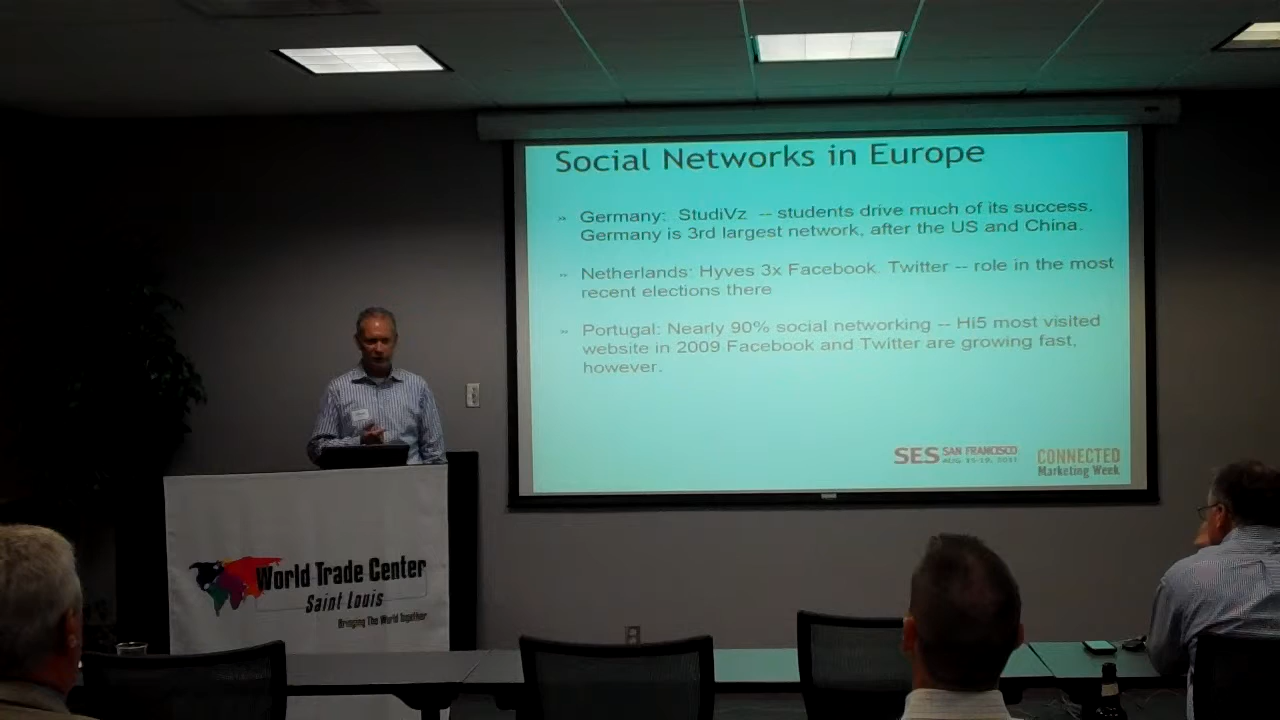 Social Networks in Europe
» Germany: StudiVz -- students drive much of its success.
Germany is 3rd largest network, after the US and China.
» Netherlands: Hyves 3x Facebook. Twitter -- role in the most
recent elections there
» Portugal: Nearly 90% social networking -- Hi5 most visited
website in 2009 Facebook and Twitter are growing fast,
however.
SES SAN FRANCISCO
CONNECTED
Marketing Week
World Trade Center
Saint Louis
Bringing The World Together